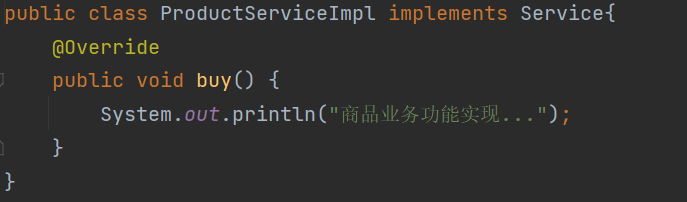 public class ProductServiceImpl implements Service{
@Override
public void buy() {
System.out.println("商品业务功能实现...");
}
}